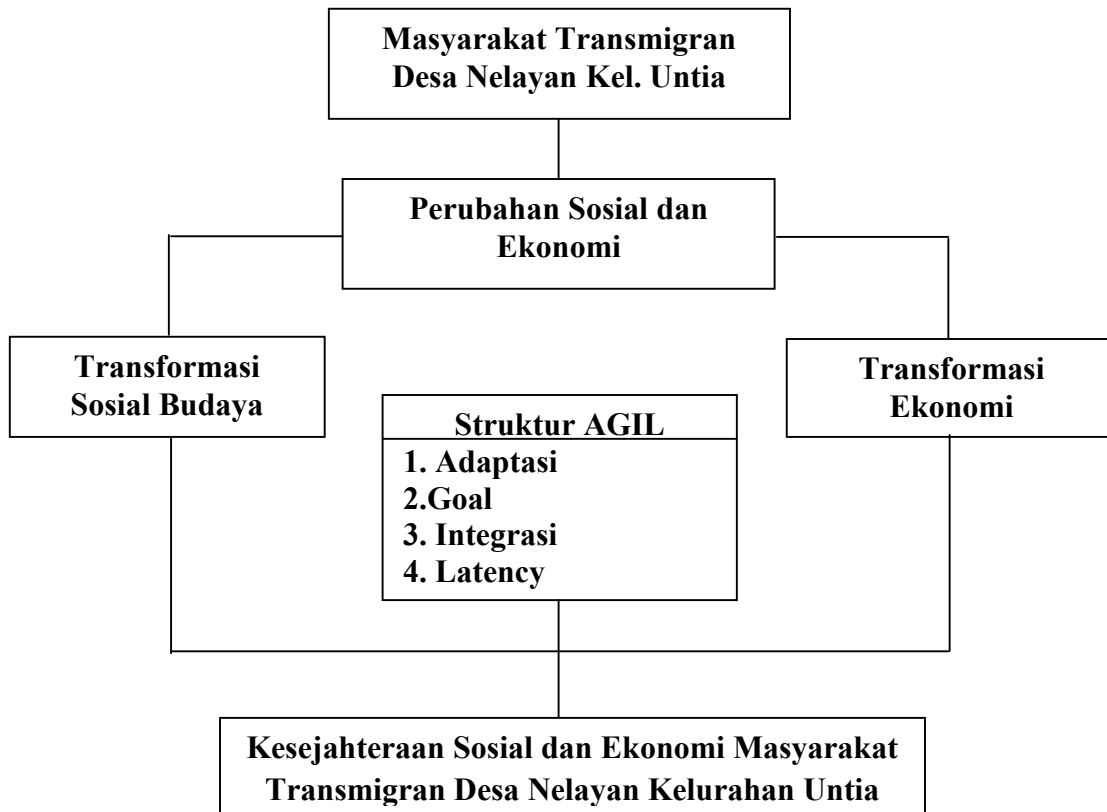 Masyarakat Transmigran
Desa Nelayan Kel. Untia
Perubahan Sosial dan
Ekonomi
Transformasi
Sosial Budaya
Transformasi
Ekonomi
Struktur AGIL
1. Adaptasi
2.Goal
3. Integrasi
4. Latency
Kesejahteraan Sosial dan Ekonomi Masyarakat
Transmigran Desa Nelayan Kelurahan Untia